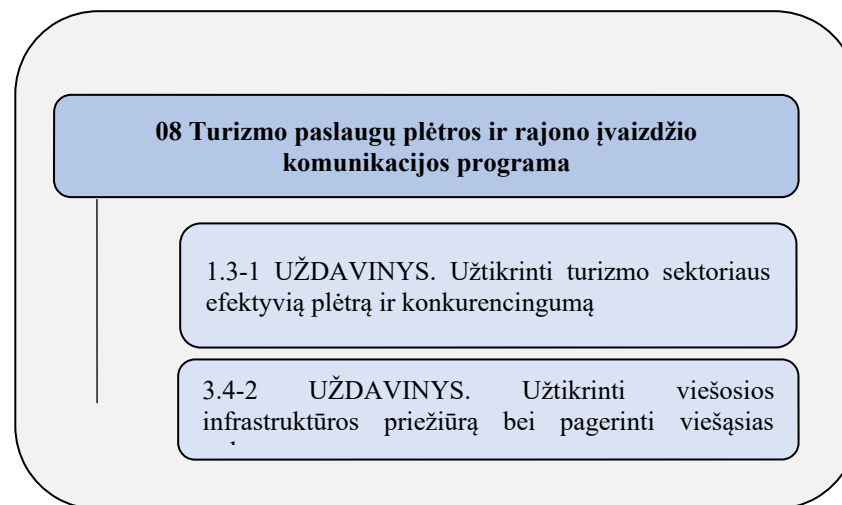 08 Turizmo paslaugų plėtros ir rajono įvaizdžio
komunikacijos programa
1.3-1 UŽDAVINYS. Užtikrinti turizmo sektoriaus
efektyvią plėtrą ir konkurencingumą
3.4-2 UŽDAVINYS. Užtikrinti viešosios
infrastruktūros priežiūrą bei pagerinti viešąsias